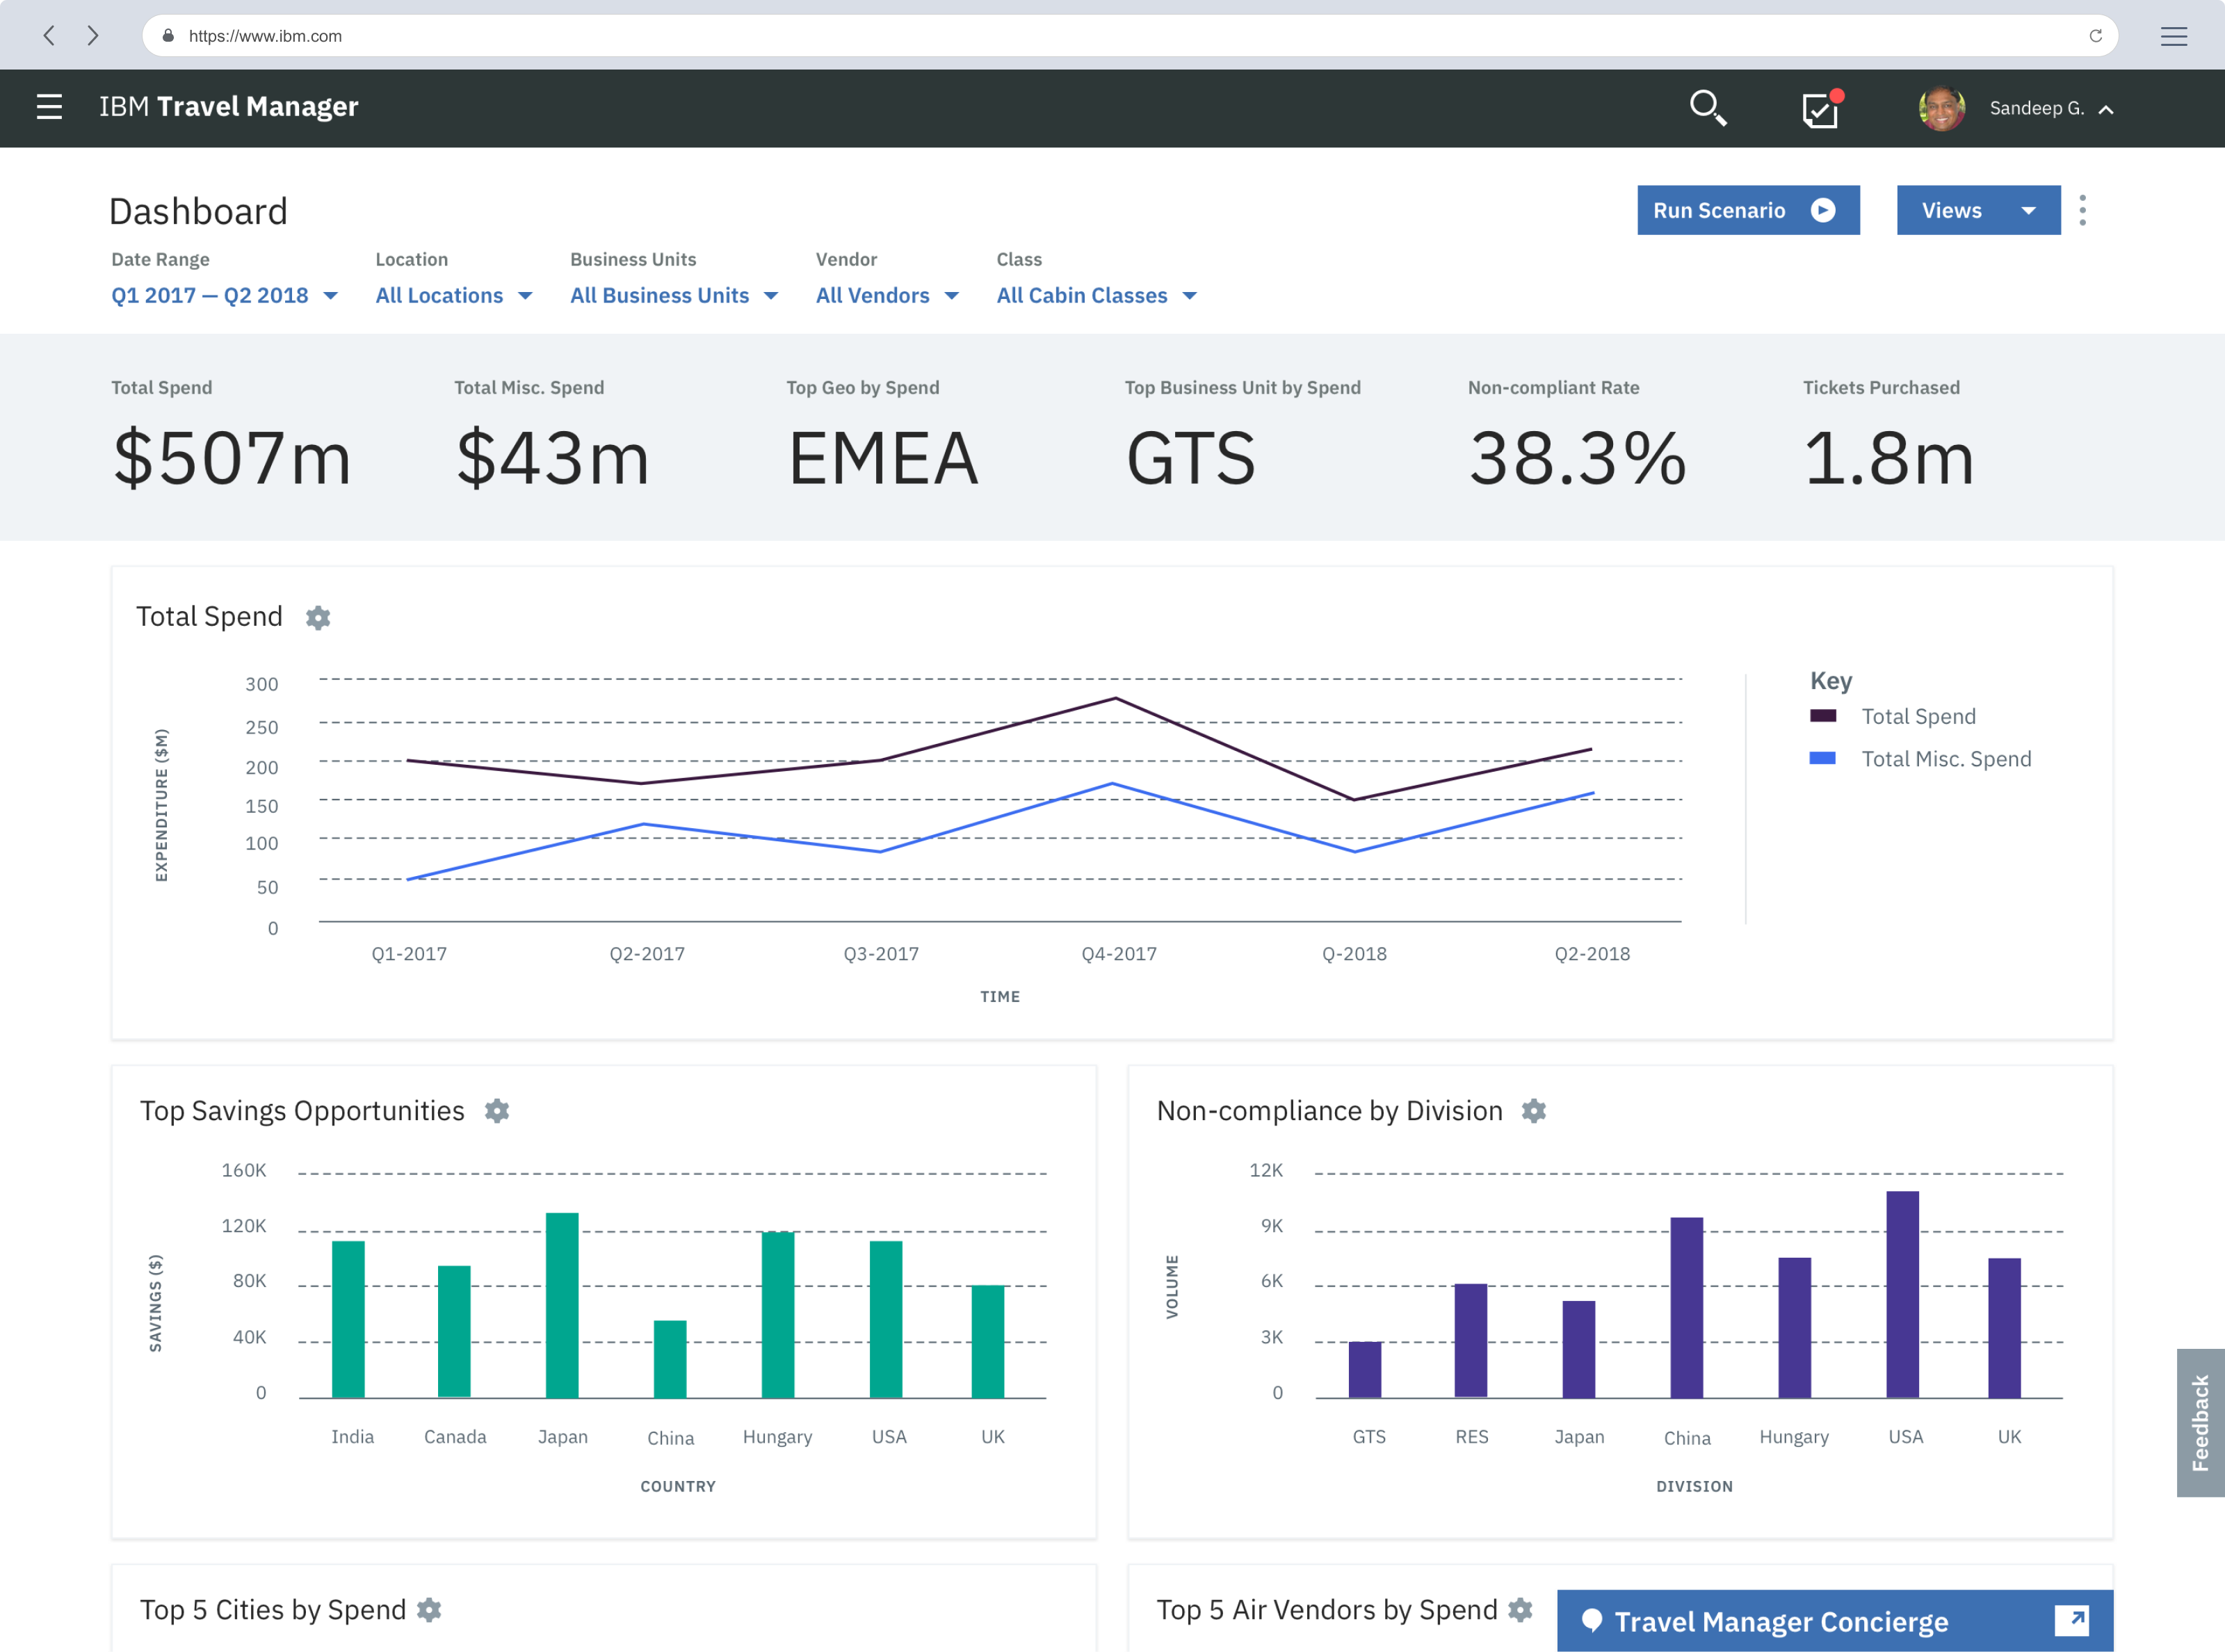 https://www.ibm.com
IBM Travel Manager
Sandeep G.
Dashboard
Run Scenario
Views
Date Range
Location
Business Units
Vendor
Class
Q1 2017 — Q2 2018
All Locations
All Business Units
All Vendors
All Cabin Classes
Total Spend
Total Misc. Spend
Top Geo by Spend
Top Business Unit by Spend
Non-compliant Rate
Tickets Purchased
$507m
$43m
EMEA
GTS
38.3%
1.8m
Total Spend
EXPENDITURE ($M)
300
250
200
150
100
50
0
Q1-2017
Q2-2017
Q3-2017
Q4-2017
Q-2018
Q2-2018
TIME
Key
Total Spend
Total Misc. Spend
Top Savings Opportunities
SAVINGS ($)
160K
120K
80K
40K
0
India
Canada
Japan
China
Hungary
USA
UK
COUNTRY
Non-compliance by Division
VOLUME
12K
9K
6K
3K
0
GTS
RES
Japan
China
Hungary
USA
UK
DIVISION
Feedback
Top 5 Cities by Spend
Top 5 Air Vendors by Spend
Travel Manager Concierge